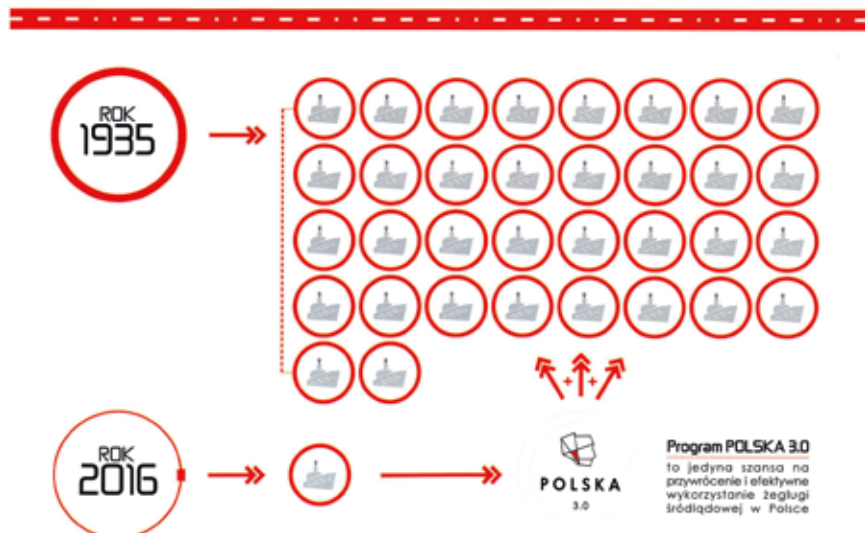 ROK
1935
ROK
2016
POLSKA
3.0
Program POLSKA 3.0
to jedyna szansa na
przywrócenie i efektywne
wykorzystanie żeglugi
śródlądowej w Polsce